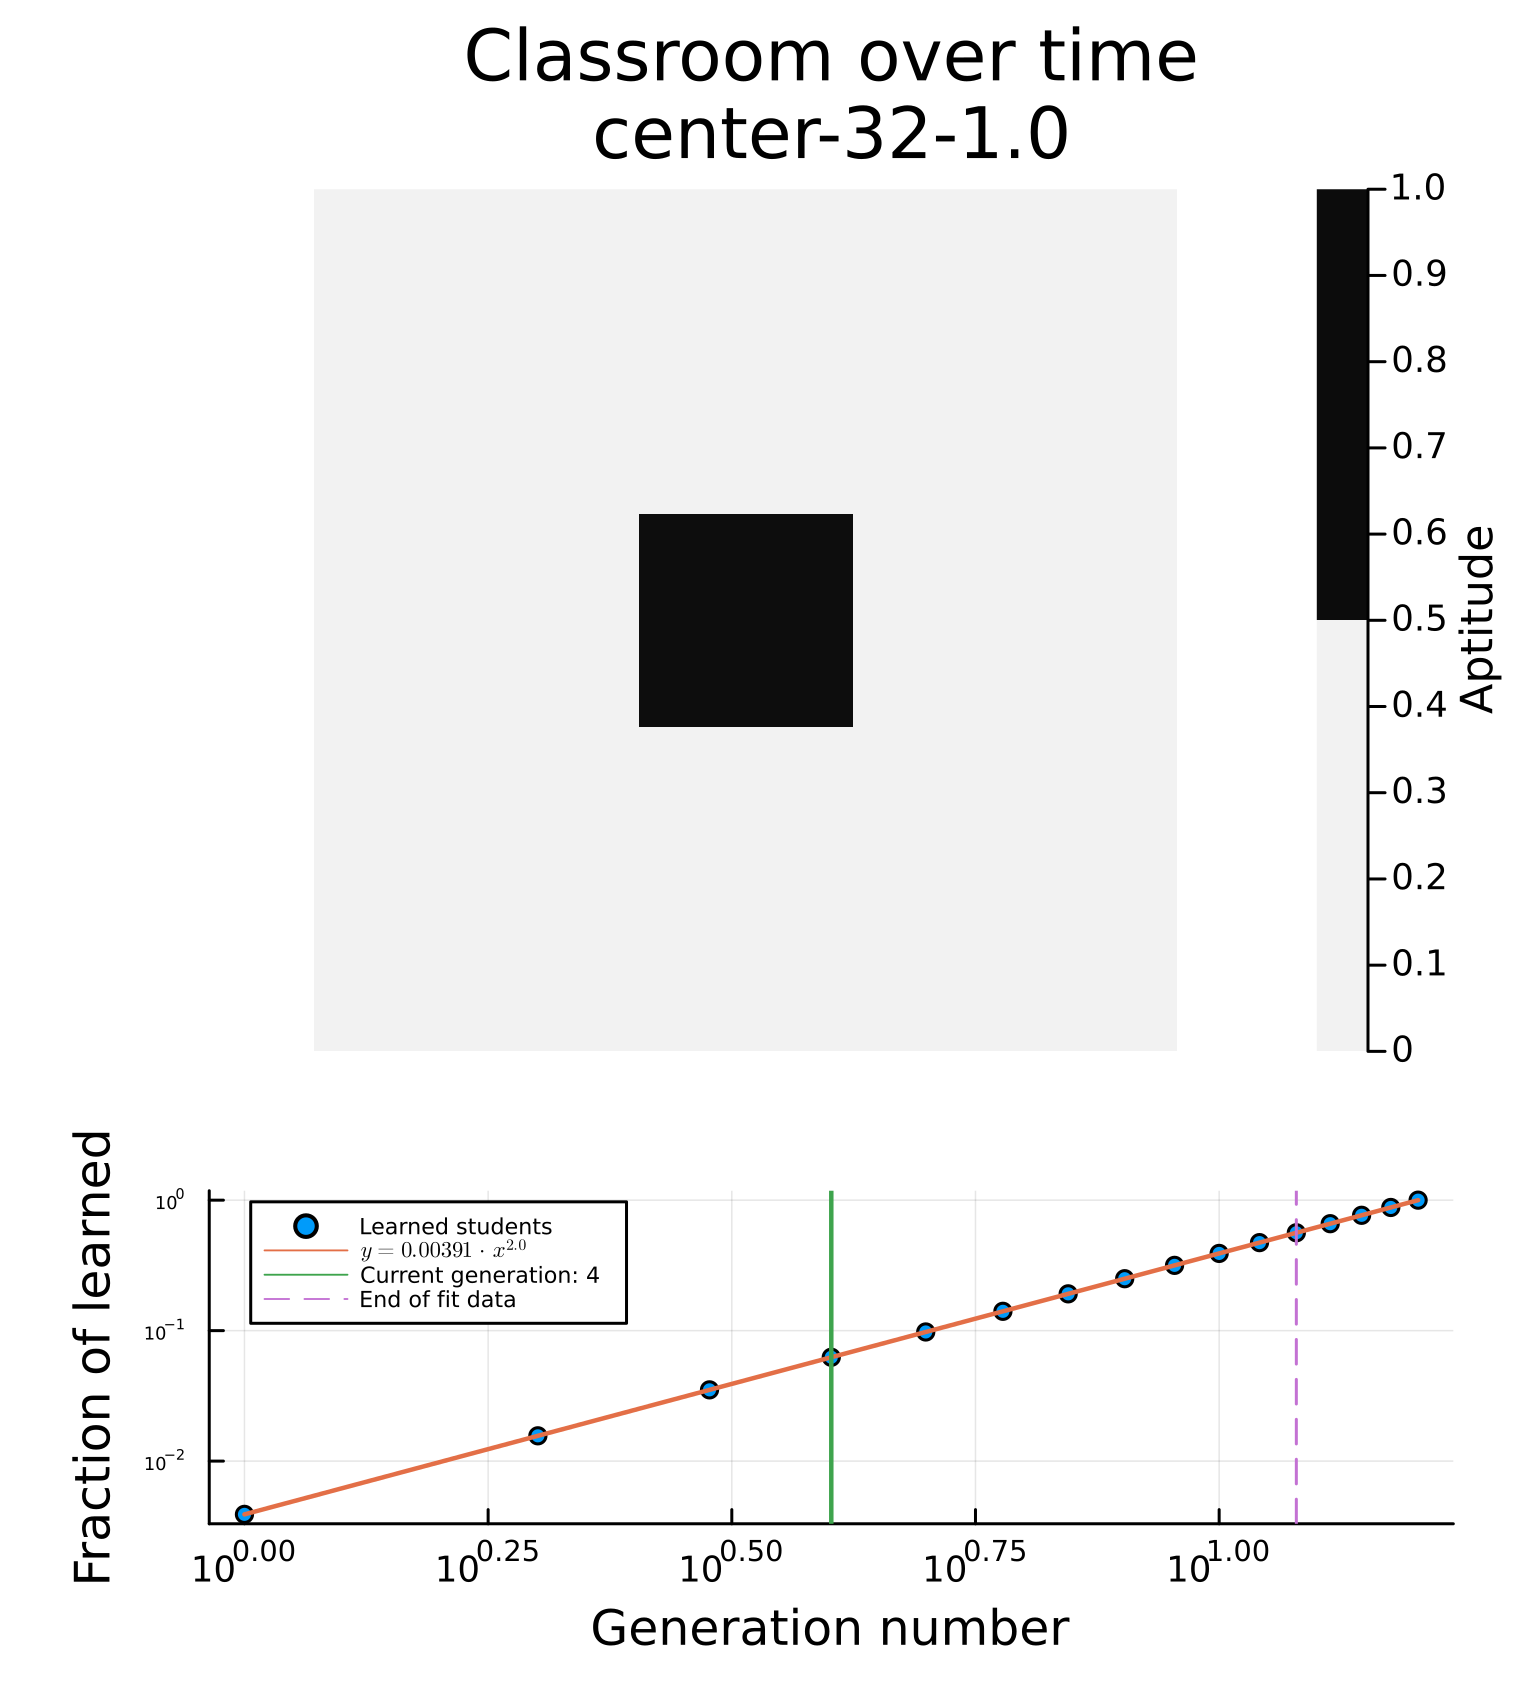 Classroom over time
center-32-1.0
1.0
0.9
0.8
0.7
0.6
0.5
0.4
0.3
0.2
0.1
0
Aptitude
Fraction of learned
10⁰
10⁻¹
10⁻²
Learned students
y = 0.00391 · x^2.0
Current generation: 4
End of fit data
10^0.00
10^0.25
10^0.50
10^0.75
10^1.00
Generation number